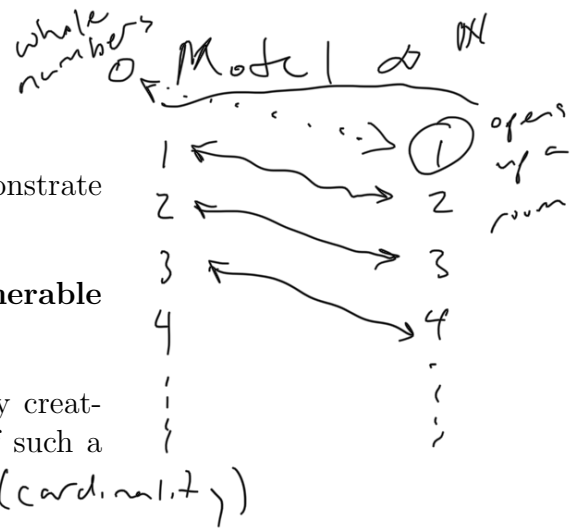 whole
numbers
0 Model ∞ ℕ
1 ① opens
up a
room
onstrate
2 2
nerable
3 3
4 4
y creat-
f such a
(cardinality)